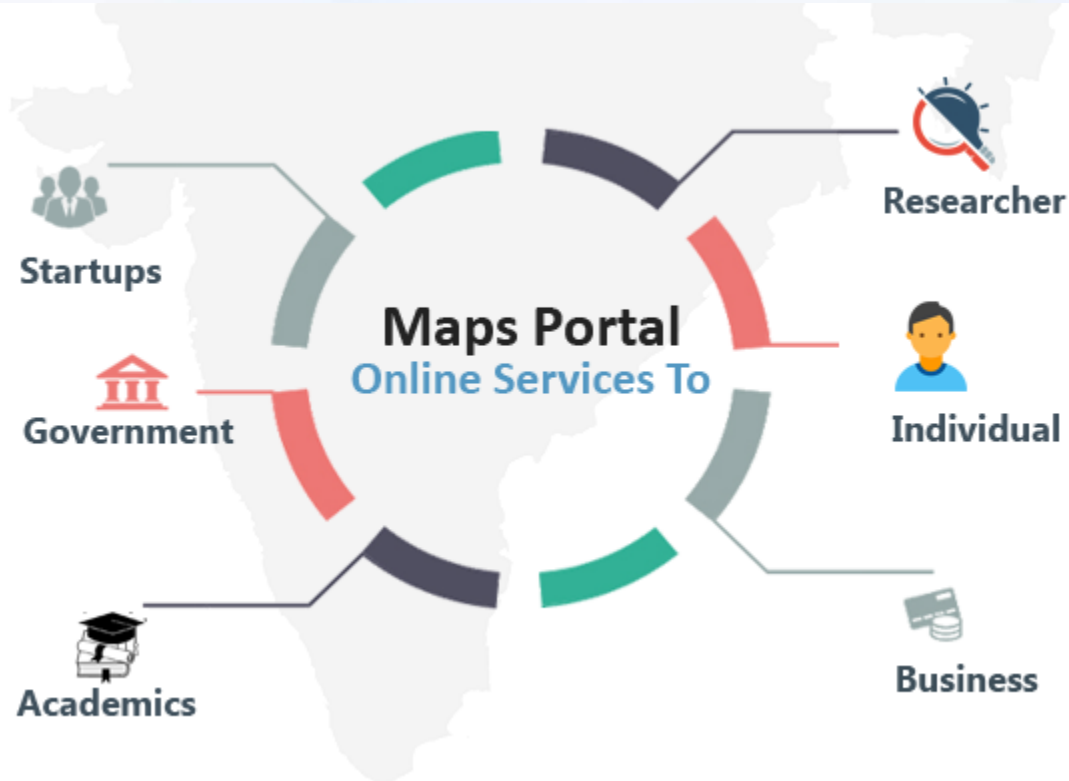 Maps Portal
Online Services To
Startups
Government
Academics
Researcher
Individual
Business